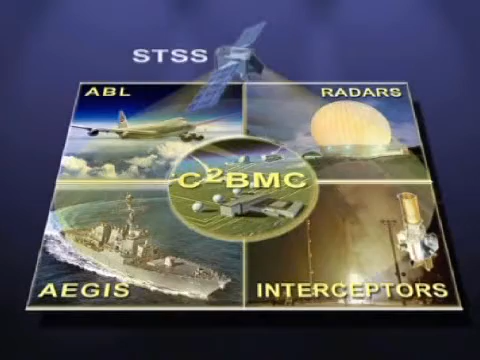 STSS
ABL
RADARS
C²BMC
AEGIS
INTERCEPTORS